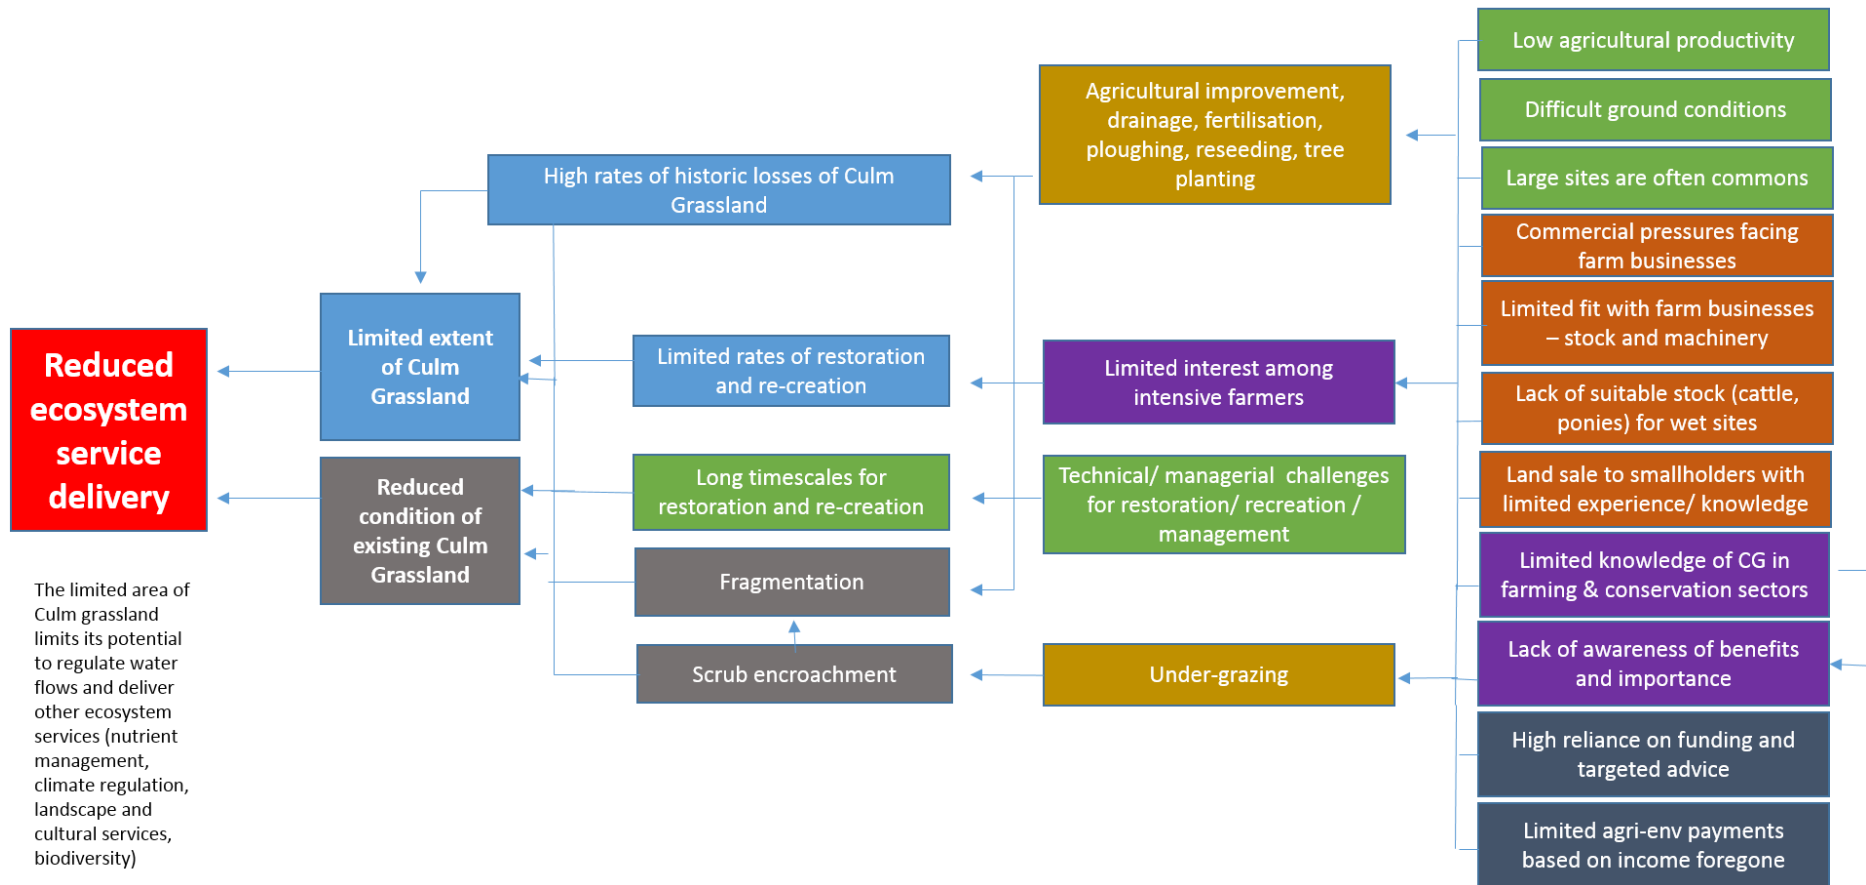 Reduced
ecosystem
service
delivery
The limited area of
Culm grassland
limits its potential
to regulate water
flows and deliver
other ecosystem
services (nutrient
management,
climate regulation,
landscape and
cultural services,
biodiversity)
Limited extent
of Culm
Grassland
Reduced
condition of
existing Culm
Grassland
High rates of historic losses of Culm
Grassland
Limited rates of restoration
and re-creation
Long timescales for
restoration and re-creation
Fragmentation
Scrub encroachment
Agricultural improvement,
drainage, fertilisation,
ploughing, reseeding, tree
planting
Limited interest among
intensive farmers
Technical/ managerial  challenges
for restoration/ recreation /
management
Under-grazing
Low agricultural productivity
Difficult ground conditions
Large sites are often commons
Commercial pressures facing
farm businesses
Limited fit with farm businesses
– stock and machinery
Lack of suitable stock (cattle,
ponies) for wet sites
Land sale to smallholders with
limited experience/ knowledge
Limited knowledge of CG in
farming & conservation sectors
Lack of awareness of benefits
and importance
High reliance on funding and
targeted advice
Limited agri-env payments
based on income foregone